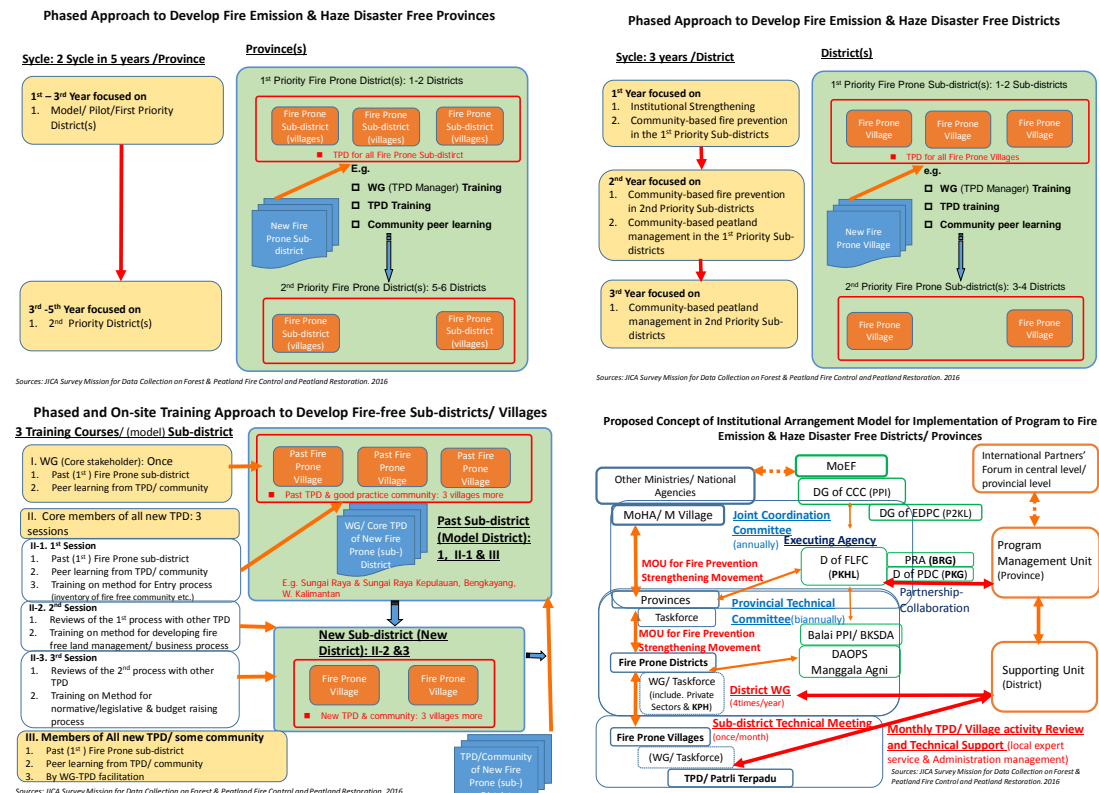 Phased Approach to Develop Fire Emission & Haze Disaster Free Provinces
Sycle: 2 Sycle in 5 years /Province
Province(s)
1st – 3rd Year focused on
1. Model/ Pilot/First Priority
District(s)
3rd -5th Year focused on
1. 2nd Priority District(s)
1st Priority Fire Prone District(s): 1-2 Districts
Fire Prone
Sub-district
(villages)
Fire Prone
Sub-district
(villages)
Fire Prone
Sub-district
(villages)
TPD for all Fire Prone Sub-distirct
E.g.
WG (TPD Manager) Training
TPD Training
Community peer learning
New Fire
Prone Sub-
district
2nd Priority Fire Prone District(s): 5-6 Districts
Fire Prone
Sub-district
(villages)
Fire Prone
Sub-district
(villages)
Sources: JICA Survey Mission for Data Collection on Forest & Peatland Fire Control and Peatland Restoration. 2016
Phased Approach to Develop Fire Emission & Haze Disaster Free Districts
Sycle: 3 years /District
District(s)
1st Year focused on
1. Institutional Strengthening
2. Community-based fire prevention
in the 1st Priority Sub-districts
2nd Year focused on
1. Community-based fire prevention
in 2nd Priority Sub-districts
2. Community-based peatland
management in the 1st Priority Sub-
districts
3rd Year focused on
1. Community-based peatland
management in 2nd Priority Sub-
districts
1st Priority Fire Prone Sub-district(s): 1-2 Districts
Fire Prone
Village
Fire Prone
Village
Fire Prone
Village
TPD for all Fire Prone Villages
e.g.
WG (TPD Manager) Training
TPD training
Community peer learning
New Fire
Prone Village
2nd Priority Fire Prone Sub-district(s): 3-4 Districts
Fire Prone
Village
Fire Prone
Village
Sources: JICA Survey Mission for Data Collection on Forest & Peatland Fire Control and Peatland Restoration. 2016
Phased and On-site Training Approach to Develop Fire-free Sub-districts/ Villages
3 Training Courses/ (model) Sub-district
I. WG (Core stakeholder): Once
1. Past (1st ) Fire Prone sub-district
2. Peer learning from TPD/ community
II. Core members of all new TPD: 3
sessions
II-1. 1st Session
1. Past (1st ) Fire Prone sub-district
2. Peer learning from TPD/ community
3. Training on method for Entry process
(inventory of fire free community etc.)
II-2. 2nd Session
1. Reviews of the 1st process with other TPD
2. Training on method for developing fire
free land management/ business process
II-3. 3rd Session
1. Reviews of the 2nd process with other
TPD
2. Training on Method for
normative/legislative & budget raising
process
III. Members of All new TPD/ some community
1. Past (1st ) Fire Prone sub-district
2. Peer learning from TPD/ community
3. By WG-TPD facilitation
Past Fire
Prone
Village
Past Fire
Prone
Village
Past Fire
Prone
Village
Past TPD & good practice community: 3 villages more
WG/ Core TPD
of New Fire
Prone (sub-)
District
Past Sub-district
(Model District):
1, II-1 & III
E.g. Sungai Raya & Sungai Raya Kepulauan, Bengkayang,
W. Kalimantan
New Sub-district (New
District): II-2 &3
Fire Prone
Village
Fire Prone
Village
New TPD & community: 3 villages more
TPD/Community
of New Fire
Prone (sub-)
Sources: JICA Survey Mission for Data Collection on Forest & Peatland Fire Control and Peatland Restoration. 2016
Proposed Concept of Institutional Arrangement Model for Implementation of Program to Fire
Emission & Haze Disaster Free Districts/ Provinces
Other Ministries/ National
Agencies
MoEF
DG of CCC (PPI)
DG of EDPC (P2KL)
International Partners’
Forum in central level/
provincial level
MoHA/ M Village
Joint Coordination
Committee
(annually)
Executing Agency
D of FLFC
(PKHL)
PRA (BRG)
D of PDC (PKG)
Program
Management Unit
(Province)
MOU for Fire Prevention
Strengthening Movement
Partnership-
Collaboration
Provinces
Taskforce
Provincial Technical
Committee(biannually)
MOU for Fire Prevention
Strengthening Movement
Balai PPI/ BKSDA
DAOPS
Manggala Agni
Fire Prone Districts
WG/ Taskforce
(include. Private
Sectors & KPH)
District WG
(4times/year)
Supporting Unit
(District)
Sub-district Technical Meeting
(once/month)
Fire Prone Villages
(WG/ Taskforce)
TPD/ Patrli Terpadu
Monthly TPD/ Village activity Review
and Technical Support (local expert
service & Administration management)
Sources: JICA Survey Mission for Data Collection on Forest &
Peatland Fire Control and Peatland Restoration. 2016